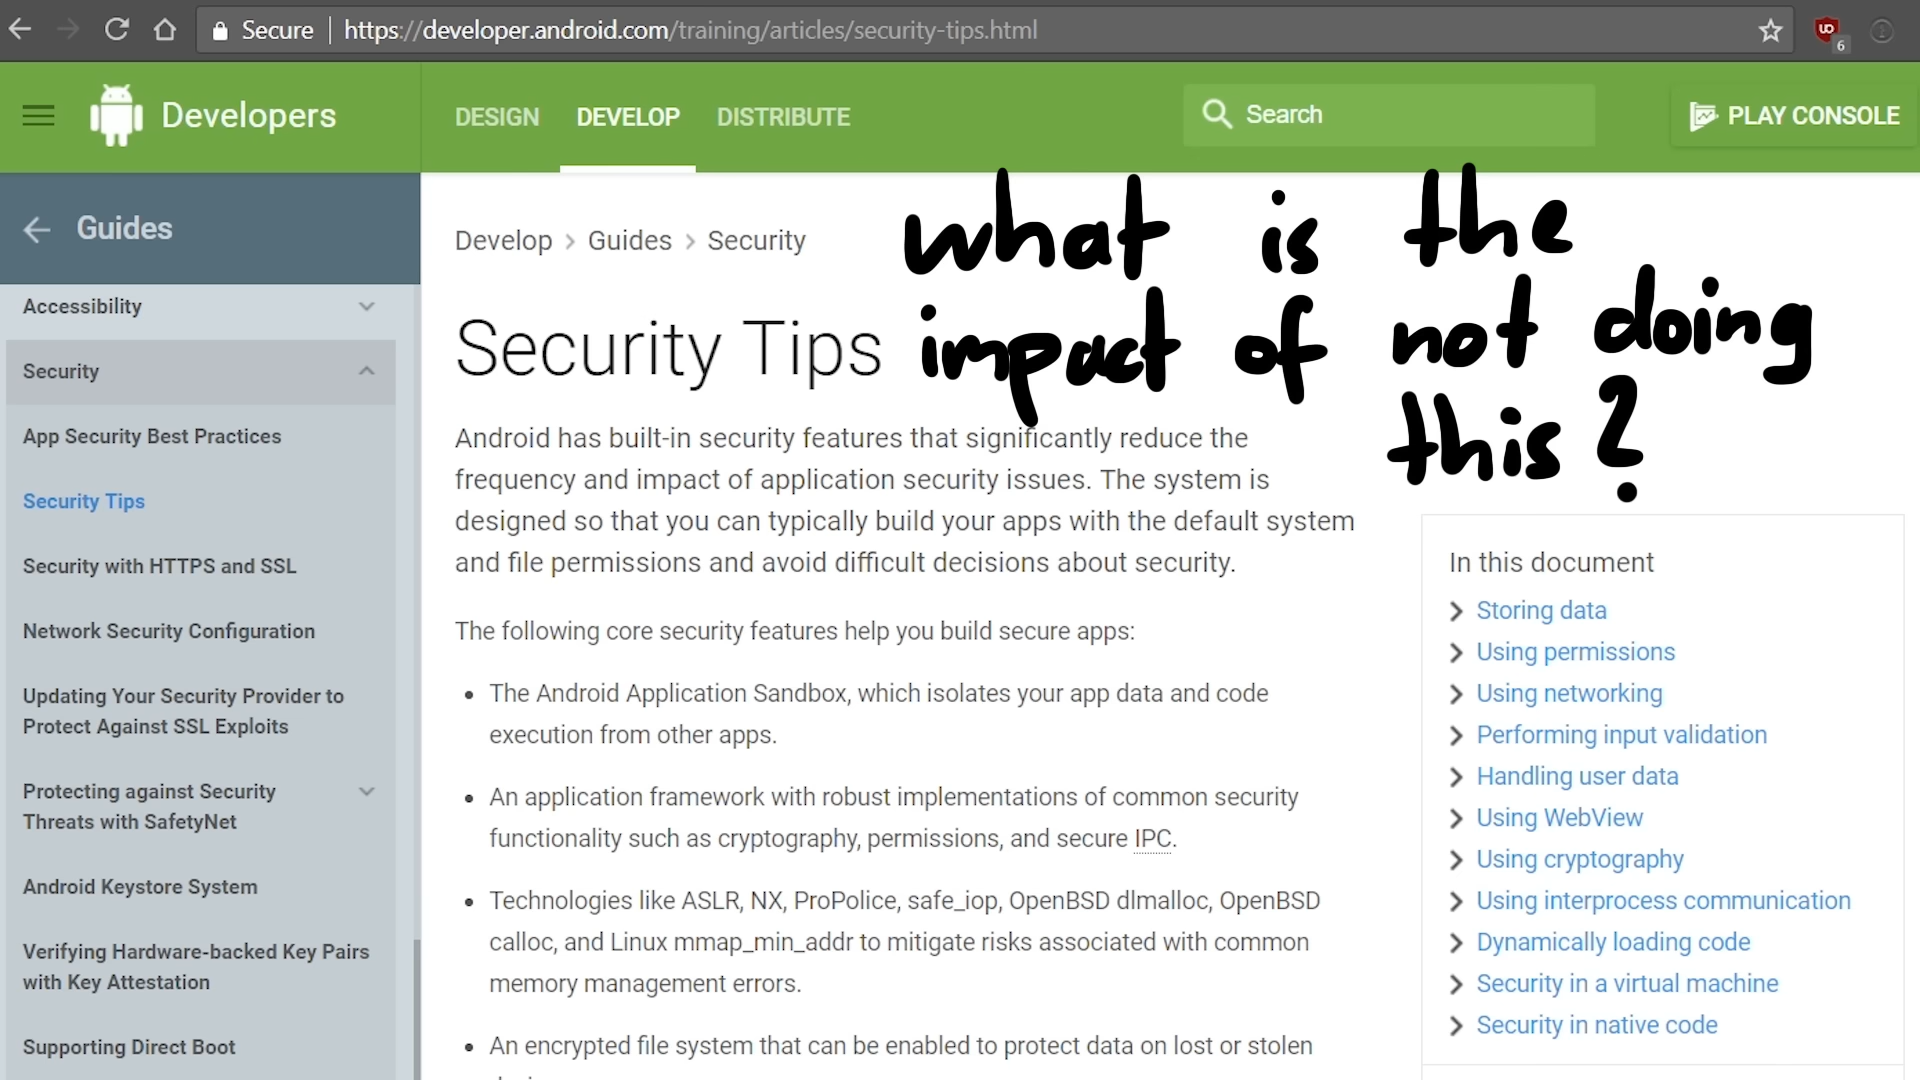 Secure
https://developer.android.com/training/articles/security-tips.html
6
Developers
DESIGN
DEVELOP
DISTRIBUTE
Search
PLAY CONSOLE
Guides
Accessibility
Security
App Security Best Practices
Security Tips
Security with HTTPS and SSL
Network Security Configuration
Updating Your Security Provider to
Protect Against SSL Exploits
Protecting against Security
Threats with SafetyNet
Android Keystore System
Verifying Hardware-backed Key Pairs
with Key Attestation
Supporting Direct Boot
Develop > Guides > Security
what is the
impact of not doing
this?
Security Tips
Android has built-in security features that significantly reduce the
frequency and impact of application security issues. The system is
designed so that you can typically build your apps with the default system
and file permissions and avoid difficult decisions about security.
The following core security features help you build secure apps:
• The Android Application Sandbox, which isolates your app data and code
execution from other apps.
• An application framework with robust implementations of common security
functionality such as cryptography, permissions, and secure IPC.
• Technologies like ASLR, NX, ProPolice, safe_iop, OpenBSD dlmalloc, OpenBSD
calloc, and Linux mmap_min_addr to mitigate risks associated with common
memory management errors.
• An encrypted file system that can be enabled to protect data on lost or stolen
In this document
Storing data
Using permissions
Using networking
Performing input validation
Handling user data
Using WebView
Using cryptography
Using interprocess communication
Dynamically loading code
Security in a virtual machine
Security in native code